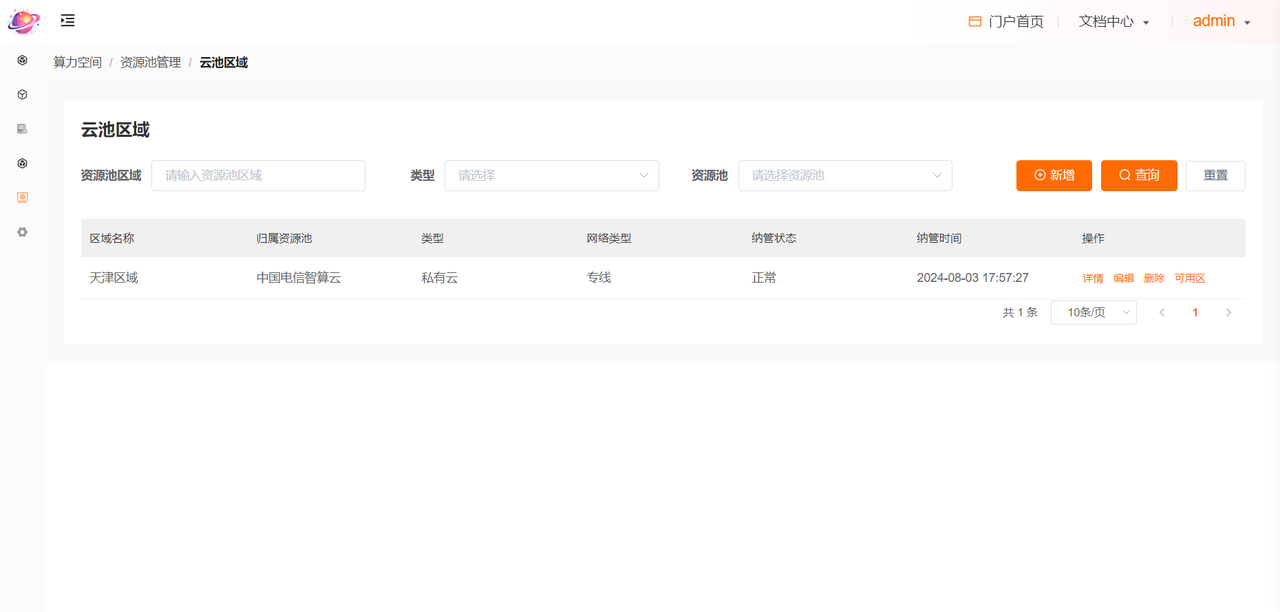 门户首页 文档中心 admin
算力空间 / 资源池管理 / 云池区域
云池区域
资源池区域 请输入资源池区域 类型 请选择 资源池 请选择资源池 新增 查询 重置
区域名称 归属资源池 类型 网络类型 纳管状态 纳管时间 操作
天津区域 中国电信智算云 私有云 专线 正常 2024-08-03 17:57:27 详情 编辑 删除 可用区
共 1 条 10条/页 1